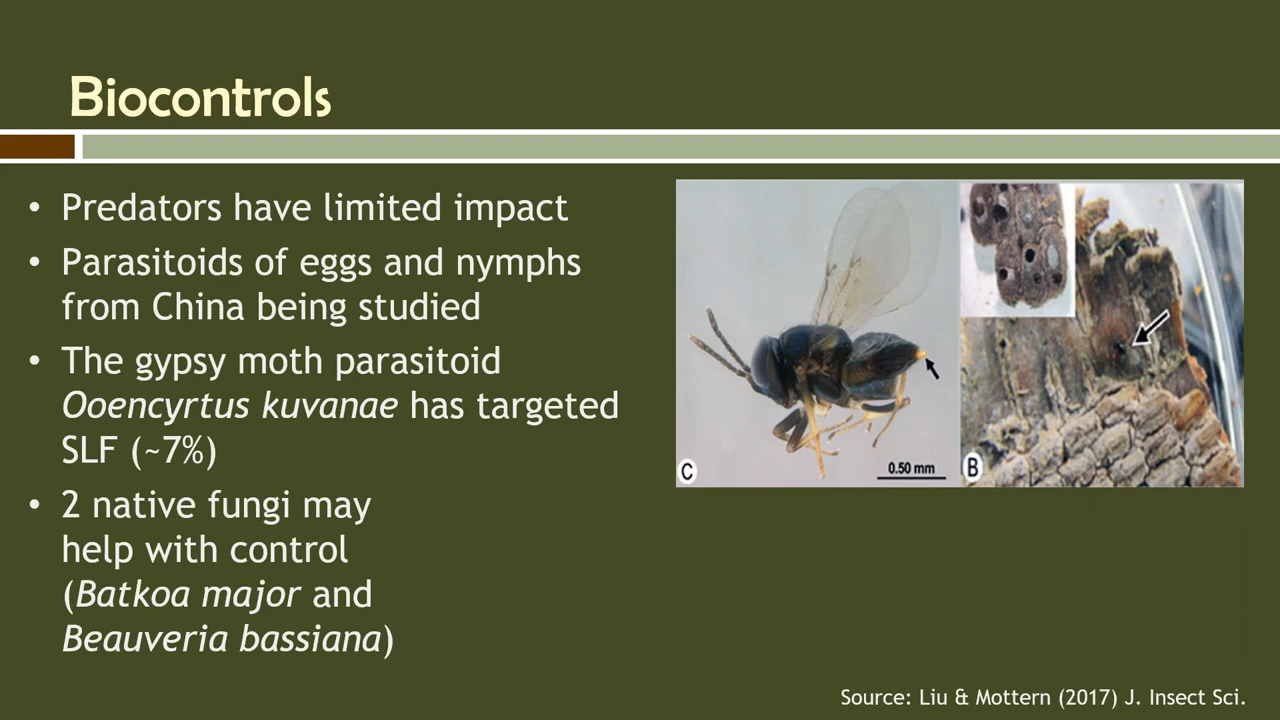 Biocontrols
• Predators have limited impact
• Parasitoids of eggs and nymphs
from China being studied
• The gypsy moth parasitoid
Ooencyrtus kuvanae has targeted
SLF (~7%)
• 2 native fungi may
help with control
(Batkoa major and
Beauveria bassiana)
C
0.50 mm
B
Source: Liu & Mottern (2017) J. Insect Sci.